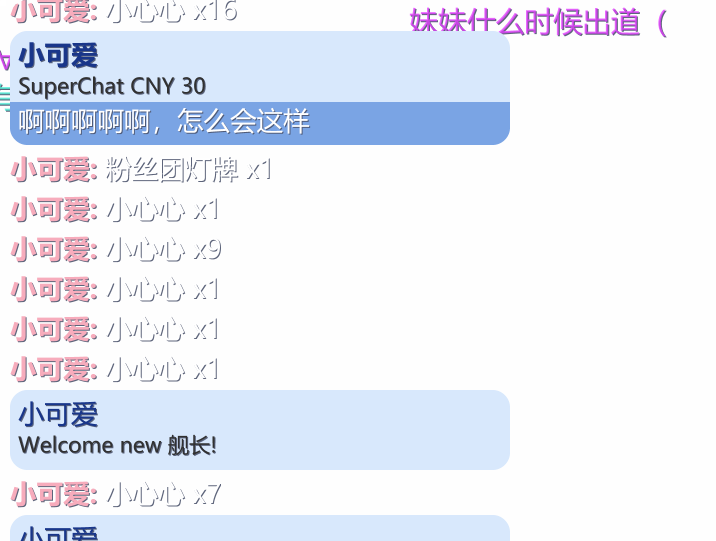 小可爱: 小心心 x16
妹妹什么时候出道（
小可爱
SuperChat CNY 30
啊啊啊啊啊，怎么会这样
小可爱: 粉丝团灯牌 x1
小可爱: 小心心 x1
小可爱: 小心心 x9
小可爱: 小心心 x1
小可爱: 小心心 x1
小可爱: 小心心 x1
小可爱
Welcome new 舰长!
小可爱: 小心心 x7
小可爱